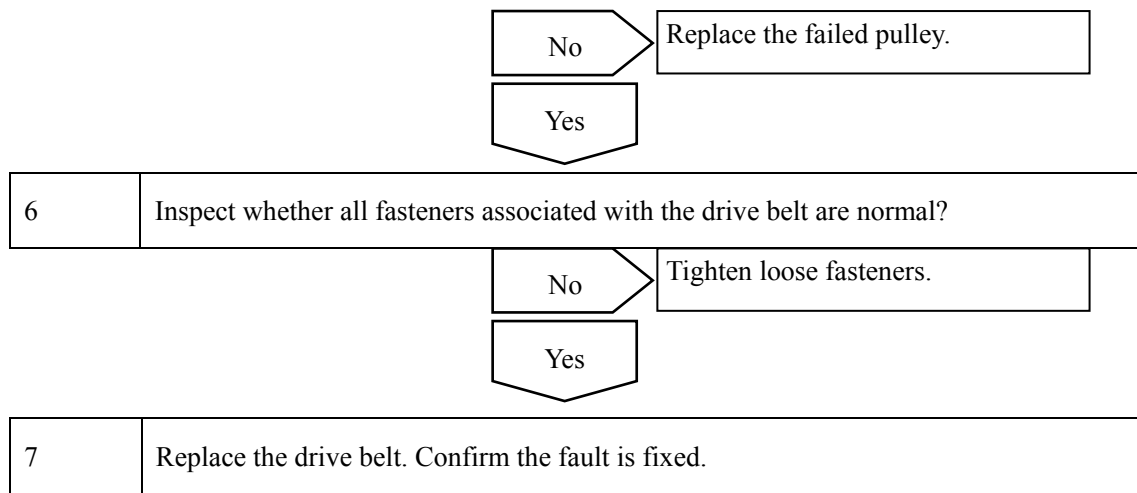 No
Replace the failed pulley.
Yes
6
Inspect whether all fasteners associated with the drive belt are normal?
No
Tighten loose fasteners.
Yes
7
Replace the drive belt. Confirm the fault is fixed.